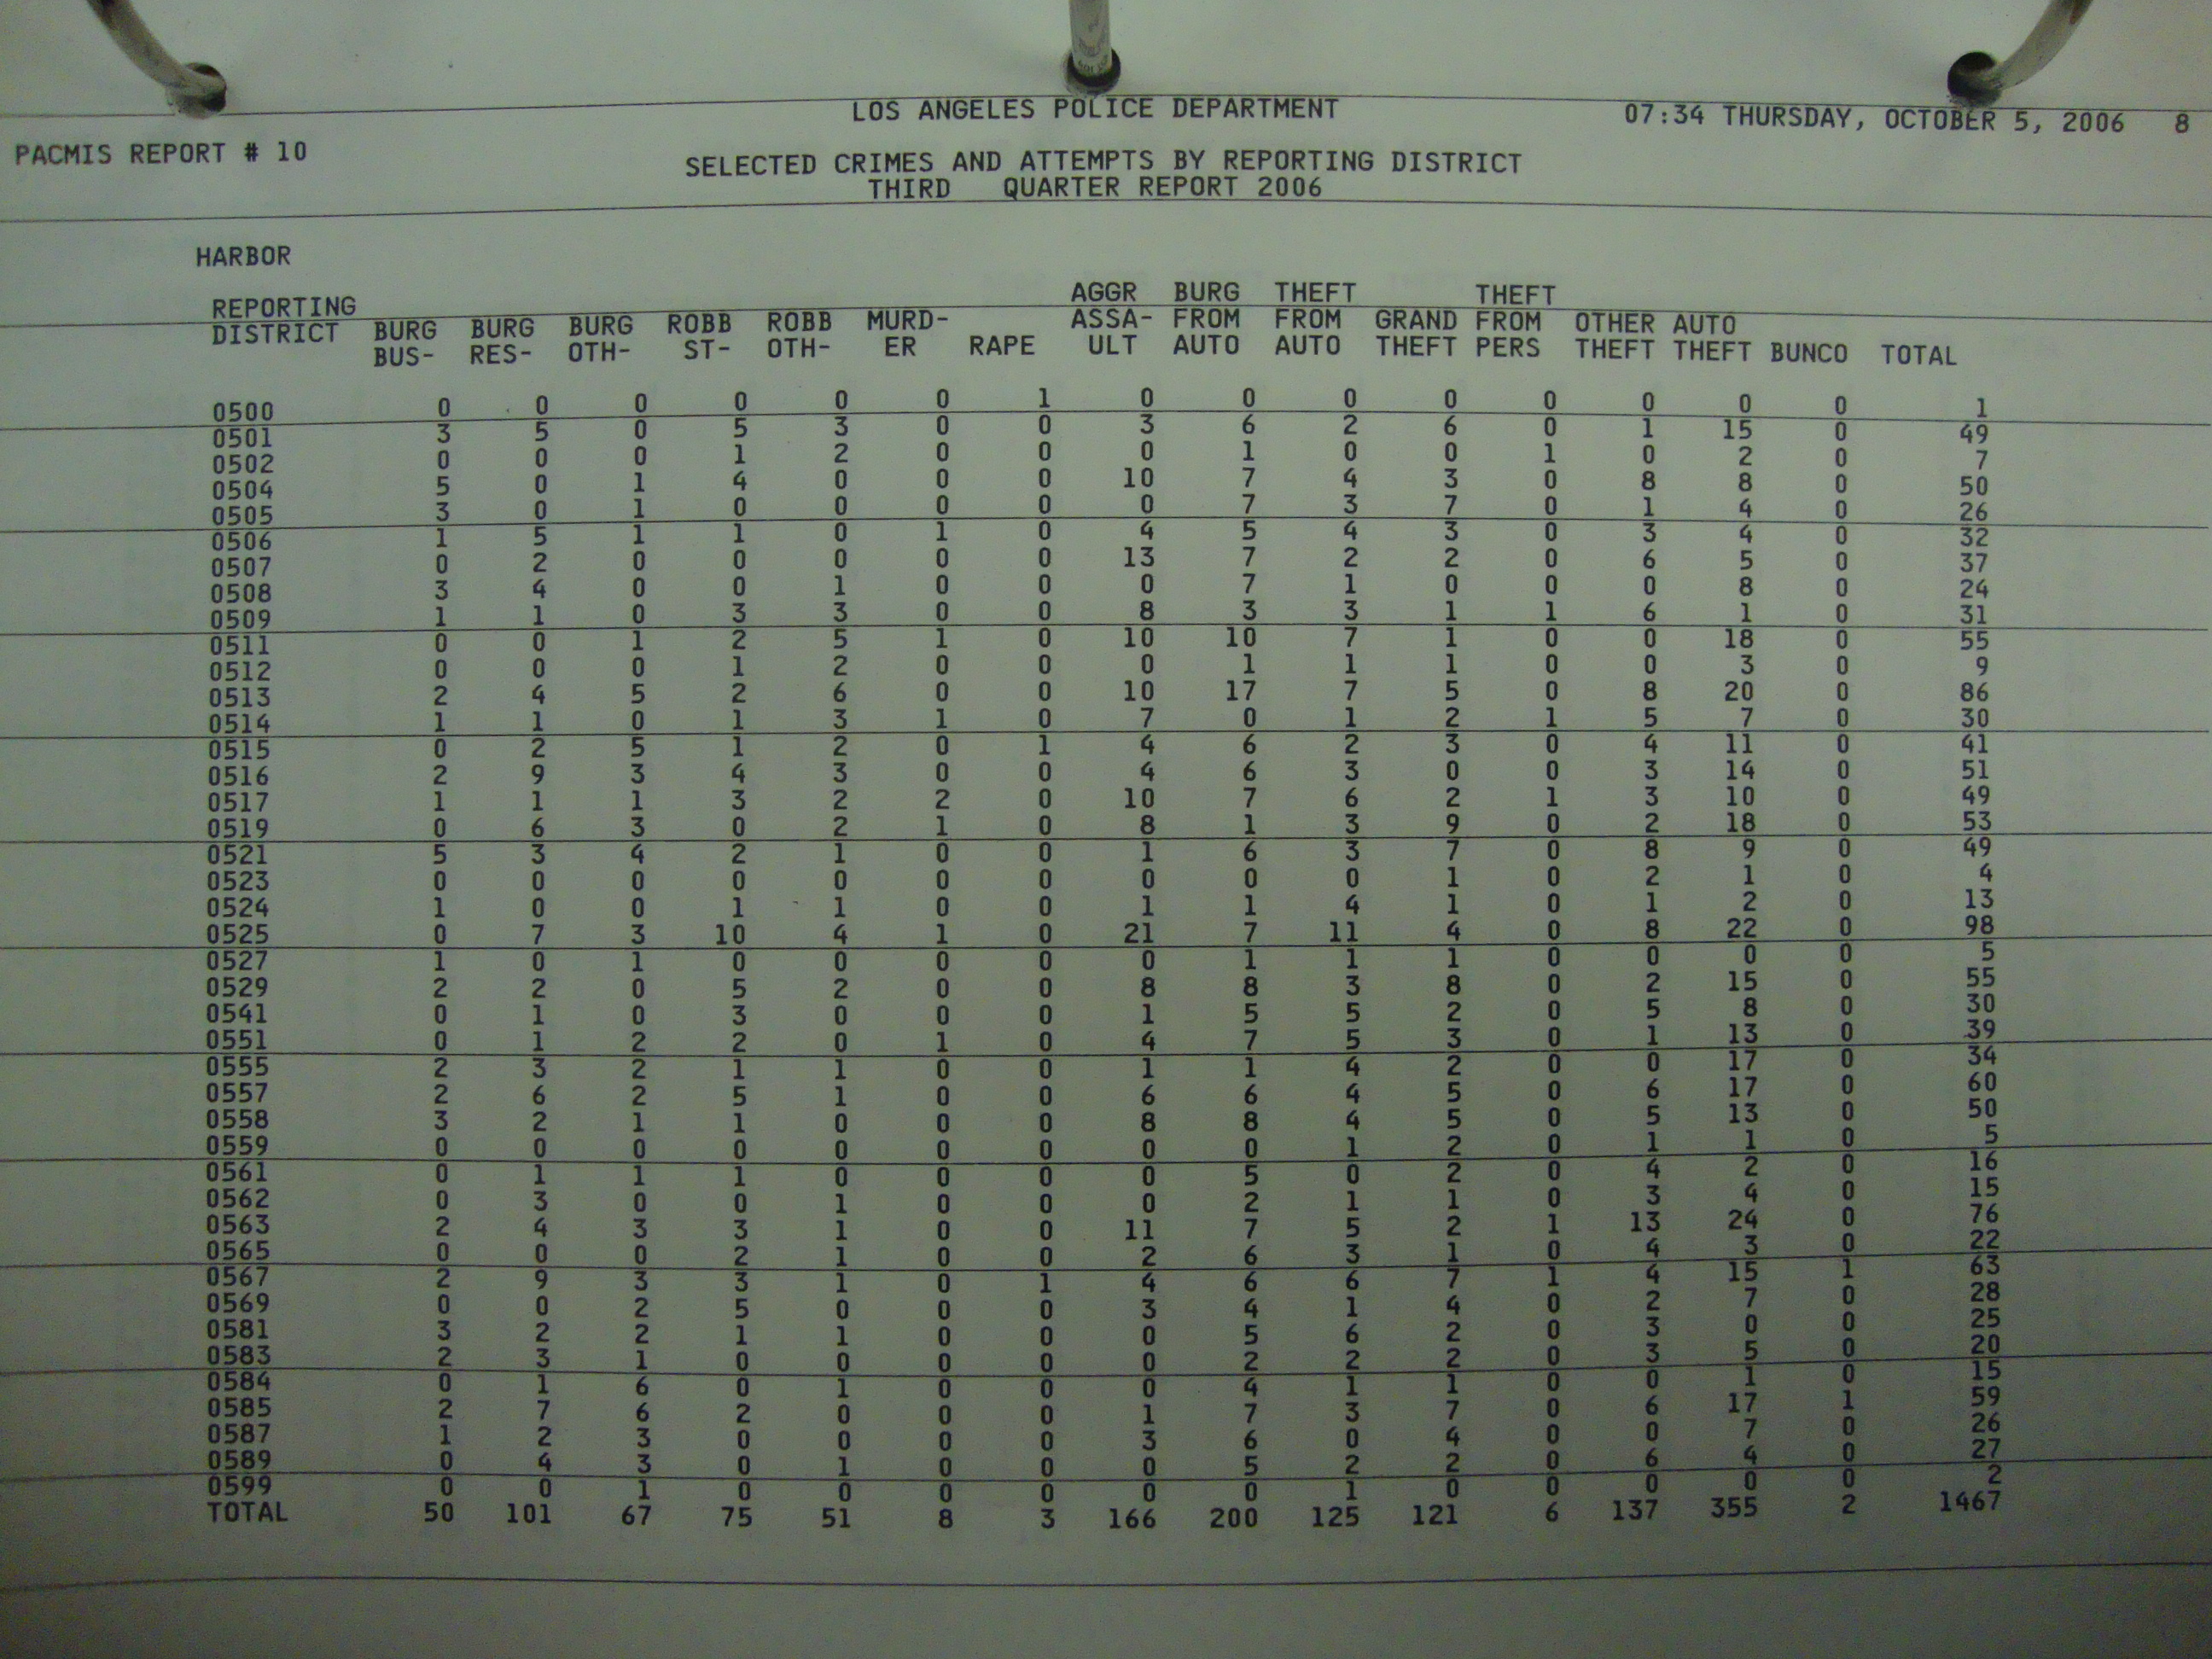 LOS ANGELES POLICE DEPARTMENT 07:34 THURSDAY, OCTOBER 5, 2006 8
PACMIS REPORT # 10
SELECTED CRIMES AND ATTEMPTS BY REPORTING DISTRICT
THIRD QUARTER REPORT 2006
HARBOR
AGGR BURG THEFT THEFT
REPORTING MURD- ASSA- FROM FROM GRAND FROM OTHER AUTO
DISTRICT BURG BURG BURG ROBB ROBB ER RAPE ULT AUTO AUTO THEFT PERS THEFT THEFT BUNCO TOTAL
BUS- RES- OTH- ST- OTH-
0500 0 0 0 0 0 0 1 0 0 0 0 0 0 0 0 1
0501 3 5 0 5 3 0 0 3 6 2 6 0 1 15 0 49
0502 0 0 0 1 2 0 0 0 1 0 0 1 0 2 0 7
0504 5 0 1 4 0 0 0 10 7 4 3 0 8 8 0 50
0505 3 0 1 0 0 0 0 0 7 3 7 0 1 4 0 26
0506 1 5 1 1 0 1 0 4 5 4 3 0 3 4 0 32
0507 0 2 0 0 0 0 0 13 7 2 2 0 6 5 0 37
0508 3 4 0 0 1 0 0 0 7 1 0 0 0 8 0 24
0509 1 1 0 3 3 0 0 8 3 3 1 1 6 1 0 31
0511 0 0 1 2 5 1 0 10 10 7 1 0 0 18 0 55
0512 0 0 0 1 2 0 0 0 1 1 1 0 0 3 0 9
0513 2 4 5 2 6 0 0 10 17 7 5 0 8 20 0 86
0514 1 1 0 1 3 1 0 7 0 1 2 1 5 7 0 30
0515 0 2 5 1 2 0 1 4 6 2 3 0 4 11 0 41
0516 2 9 3 4 3 0 0 4 6 3 0 0 3 14 0 51
0517 1 1 1 3 2 2 0 10 7 6 2 1 3 10 0 49
0519 0 6 3 0 2 1 0 8 1 3 9 0 2 18 0 53
0521 5 3 4 2 1 0 0 1 6 3 7 0 8 9 0 49
0523 0 0 0 0 0 0 0 0 0 0 1 0 2 1 0 4
0524 1 0 0 1 1 0 0 1 1 4 1 0 1 2 0 13
0525 0 7 3 10 4 1 0 21 7 11 4 0 8 22 0 98
0527 1 0 1 0 0 0 0 0 1 1 1 0 0 0 0 5
0529 2 2 0 5 2 0 0 8 8 3 8 0 2 15 0 55
0541 0 1 0 3 0 0 0 1 5 5 2 0 5 8 0 30
0551 0 1 2 2 0 1 0 4 7 5 3 0 1 13 0 39
0555 2 3 2 1 1 0 0 1 1 4 2 0 0 17 0 34
0557 2 6 2 5 1 0 0 6 6 4 5 0 6 17 0 60
0558 3 2 1 1 0 0 0 8 8 4 5 0 5 13 0 50
0559 0 0 0 0 0 0 0 0 0 1 2 0 1 1 0 5
0561 0 1 1 1 0 0 0 0 5 0 2 0 4 2 0 16
0562 0 3 0 0 1 0 0 0 2 1 1 0 3 4 0 15
0563 2 4 3 3 1 0 0 11 7 5 2 1 13 24 0 76
0565 0 0 0 2 1 0 0 2 6 3 1 0 4 3 0 22
0567 2 9 3 3 1 0 1 4 6 6 7 1 4 15 1 63
0569 0 0 2 5 0 0 0 3 4 1 4 0 2 7 0 28
0581 3 2 2 1 1 0 0 0 5 6 2 0 3 0 0 25
0583 2 3 1 0 0 0 0 0 2 2 2 0 3 5 0 20
0584 0 1 6 0 1 0 0 0 4 1 1 0 0 1 0 15
0585 2 7 6 2 0 0 0 1 7 3 7 0 6 17 1 59
0587 1 2 3 0 0 0 0 3 6 0 4 0 0 7 0 26
0589 0 4 3 0 1 0 0 0 5 2 2 0 6 4 0 27
0599 0 0 1 0 0 0 0 0 0 1 0 0 0 0 0 2
TOTAL 50 101 67 75 51 8 3 166 200 125 121 6 137 355 2 1467